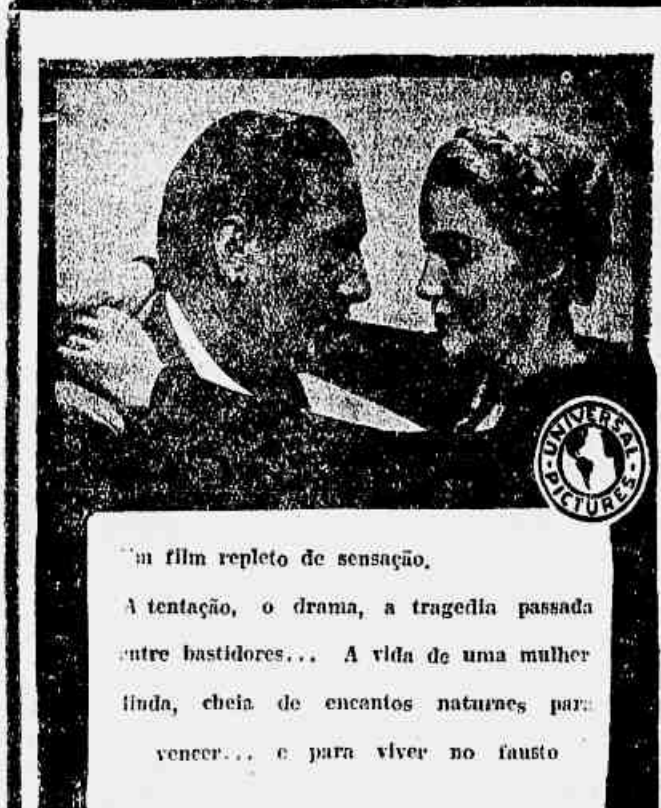 UNIVERSAL PICTURES
m film repleto de sensação.
A tentação, o drama, a tragedia passada
entre bastidores... A vida de uma mulher
linda, cheia de encantos naturaes para
vencer... e para viver no fausto